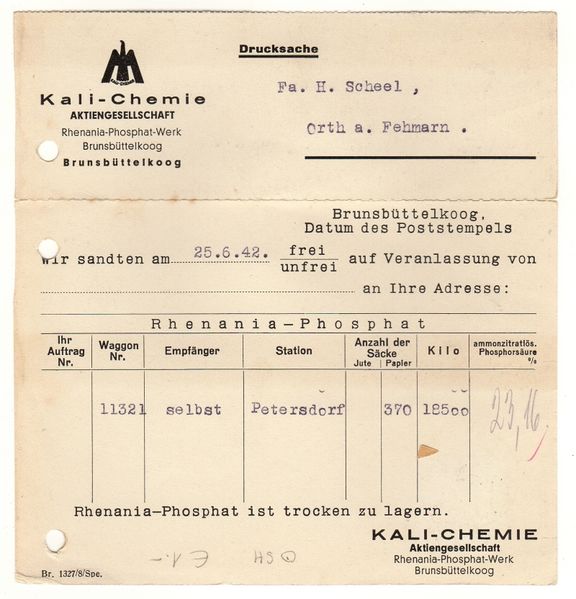 Drucksache
KALI-CHEMIE
Kali-Chemie
AKTIENGESELLSCHAFT
Rhenania-Phosphat-Werk
Brunsbüttelkoog
Brunsbüttelkoog
Fa. H. Scheel ,
Orth a. Fehmarn .
Brunsbüttelkoog,
Datum des Poststempels
Wir sandten am 25.6.42. frei auf Veranlassung von
unfrei
an Ihre Adresse:
Rhenania-Phosphat
Ihr Auftrag Nr. Waggon Nr. Empfänger Station Anzahl der Säcke Jute Papier Kilo ammonzitratlös. Phosphorsäure %
11321 selbst Petersdorf 370 18500 23,16
Rhenania-Phosphat ist trocken zu lagern.
KALI-CHEMIE
Aktiengesellschaft
Rhenania-Phosphat-Werk
Brunsbüttelkoog
Br. 1327/8/Spe.